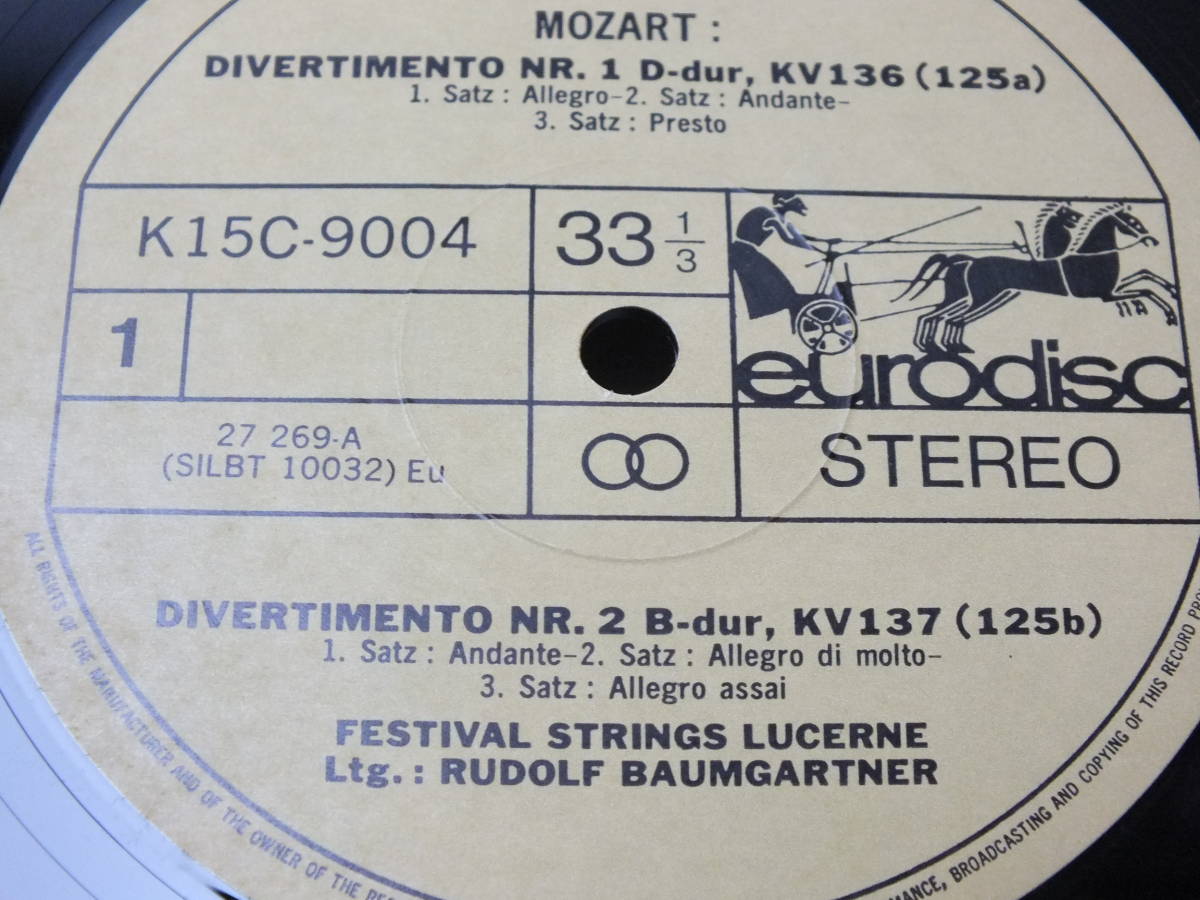 MOZART :
DIVERTIMENTO NR. 1 D-dur, KV136 (125a)
1. Satz : Allegro-2. Satz : Andante-
3. Satz : Presto
K15C-9004
33 1/3
1
eurodisc
27 269-A
(SILBT 10032) Eu
STEREO
DIVERTIMENTO NR. 2 B-dur, KV137 (125b)
1. Satz : Andante-2. Satz : Allegro di molto-
3. Satz : Allegro assai
FESTIVAL STRINGS LUCERNE
Ltg. : RUDOLF BAUMGARTNER
ALL RIGHTS OF THE MANUFACTURER AND OF THE OWNER OF THE
BROADCASTING AND COPYING OF THIS RECORD